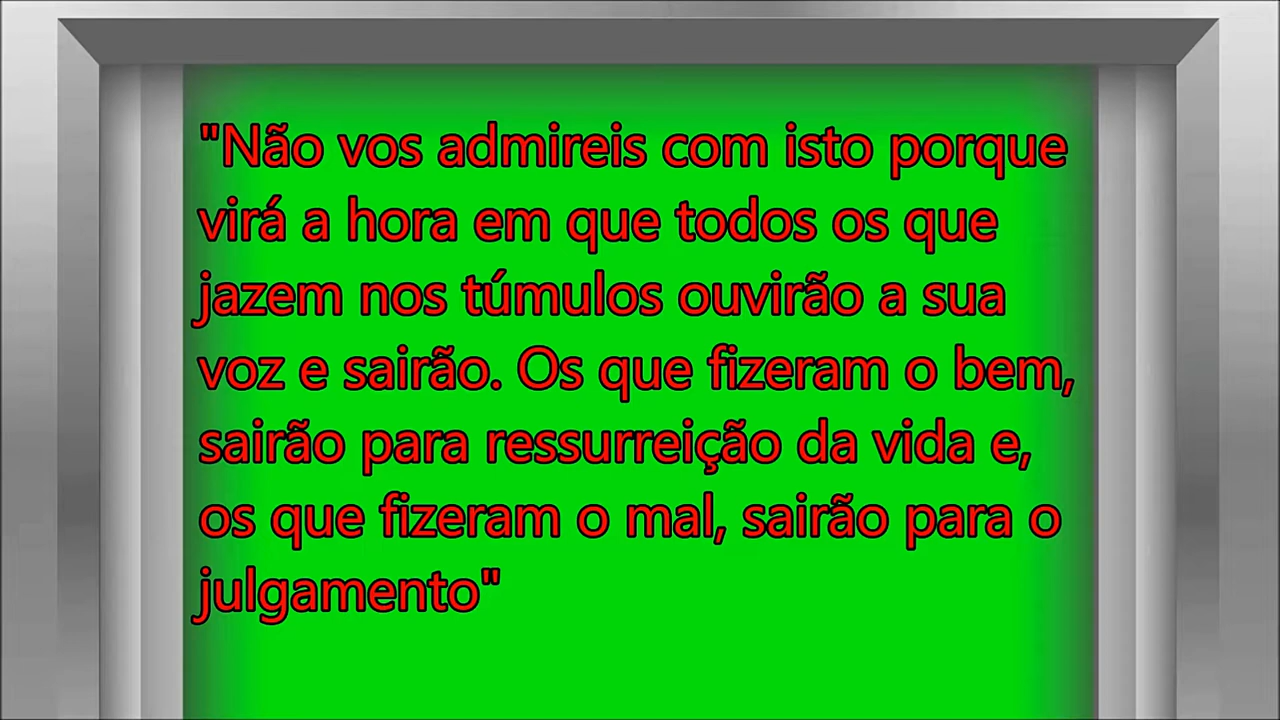 "Não vos admireis com isto porque
virá a hora em que todos os que
jazem nos túmulos ouvirão a sua
voz e sairão. Os que fizeram o bem,
sairão para ressurreição da vida e,
os que fizeram o mal, sairão para o
julgamento"